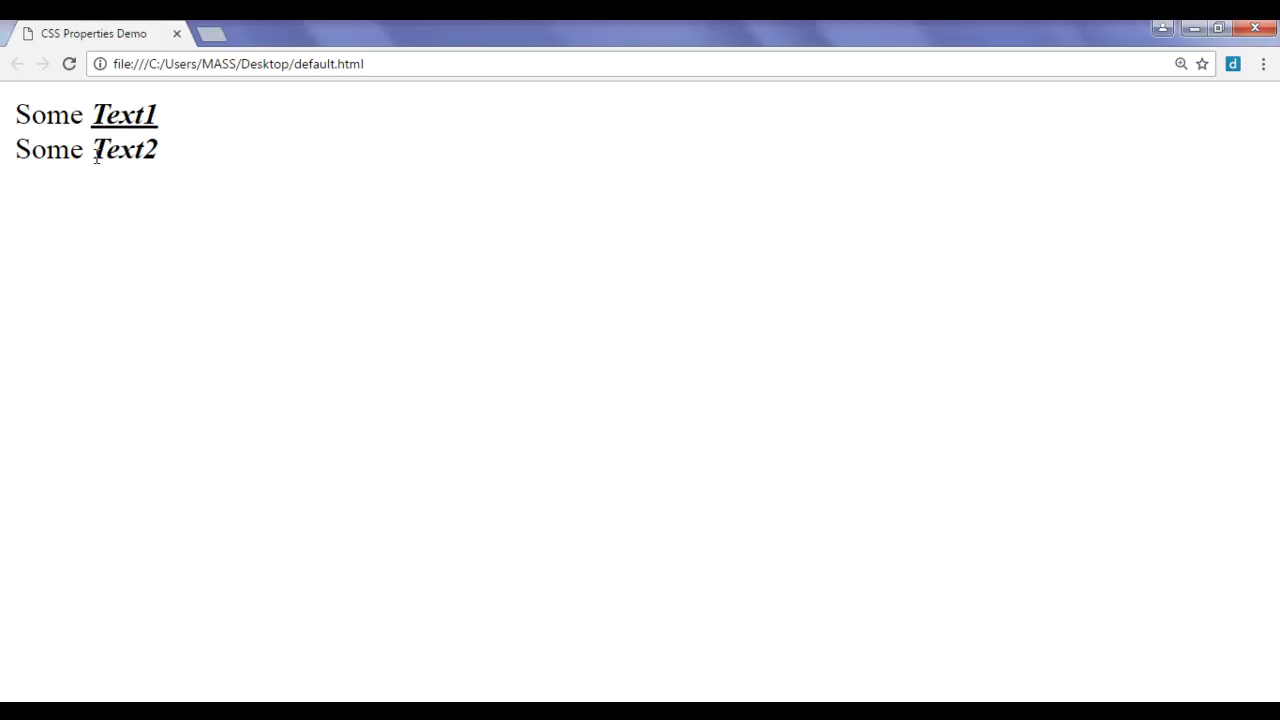 CSS Properties Demo
file:///C:/Users/MASS/Desktop/default.html
d
Some Text1
Some Text2